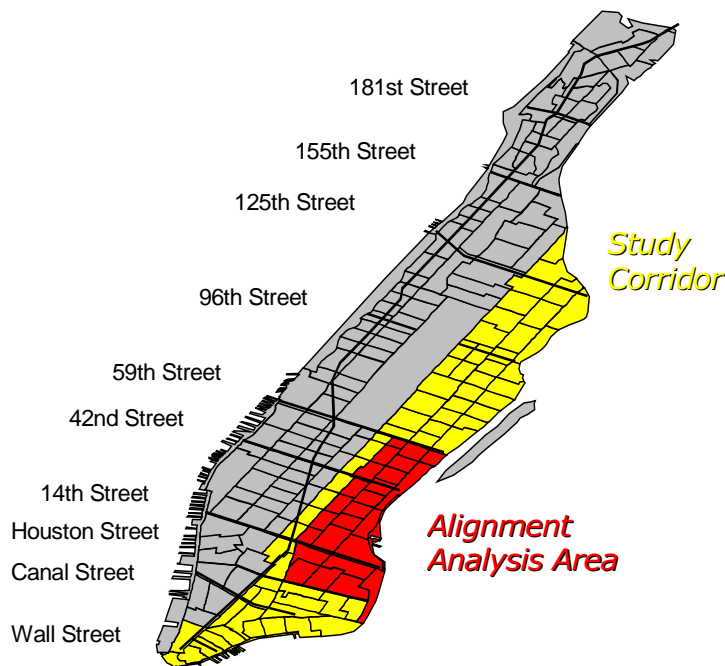 181st Street
155th Street
125th Street
Study
Corridor
96th Street
59th Street
42nd Street
14th Street
Houston Street
Alignment
Analysis Area
Canal Street
Wall Street